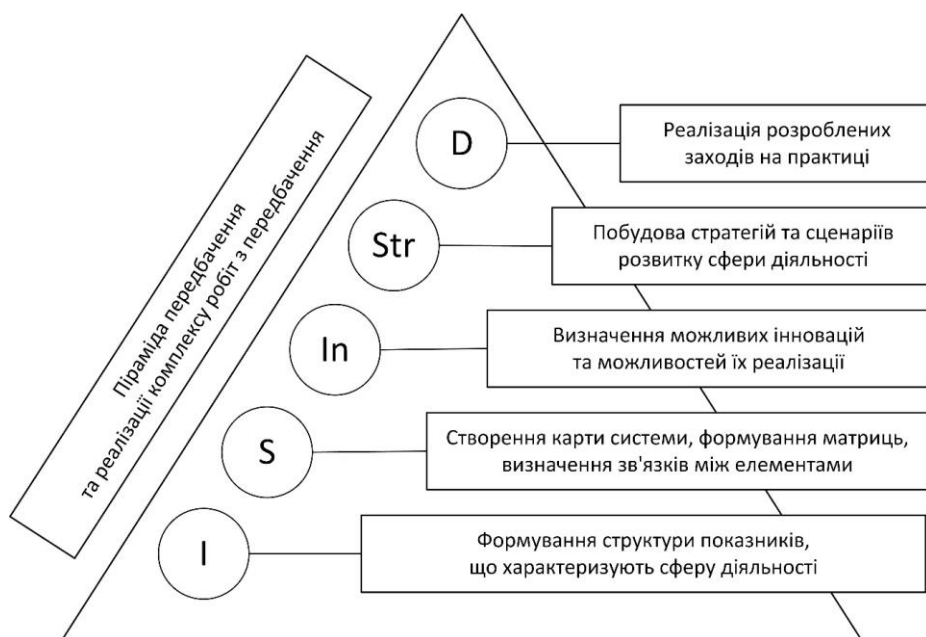 Піраміда передбачення
та реалізації комплексу робіт з передбачення
D
Реалізація розроблених
заходів на практиці
Str
Побудова стратегій та сценаріїв
розвитку сфери діяльності
In
Визначення можливих інновацій
та можливостей їх реалізації
S
Створення карти системи, формування матриць,
визначення зв'язків між елементами
I
Формування структури показників,
що характеризують сферу діяльності